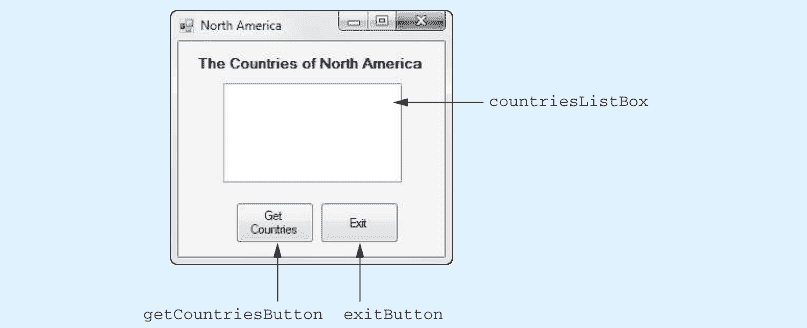 North America
The Countries of North America
countriesListBox
Get
Countries
Exit
getCountriesButton
exitButton